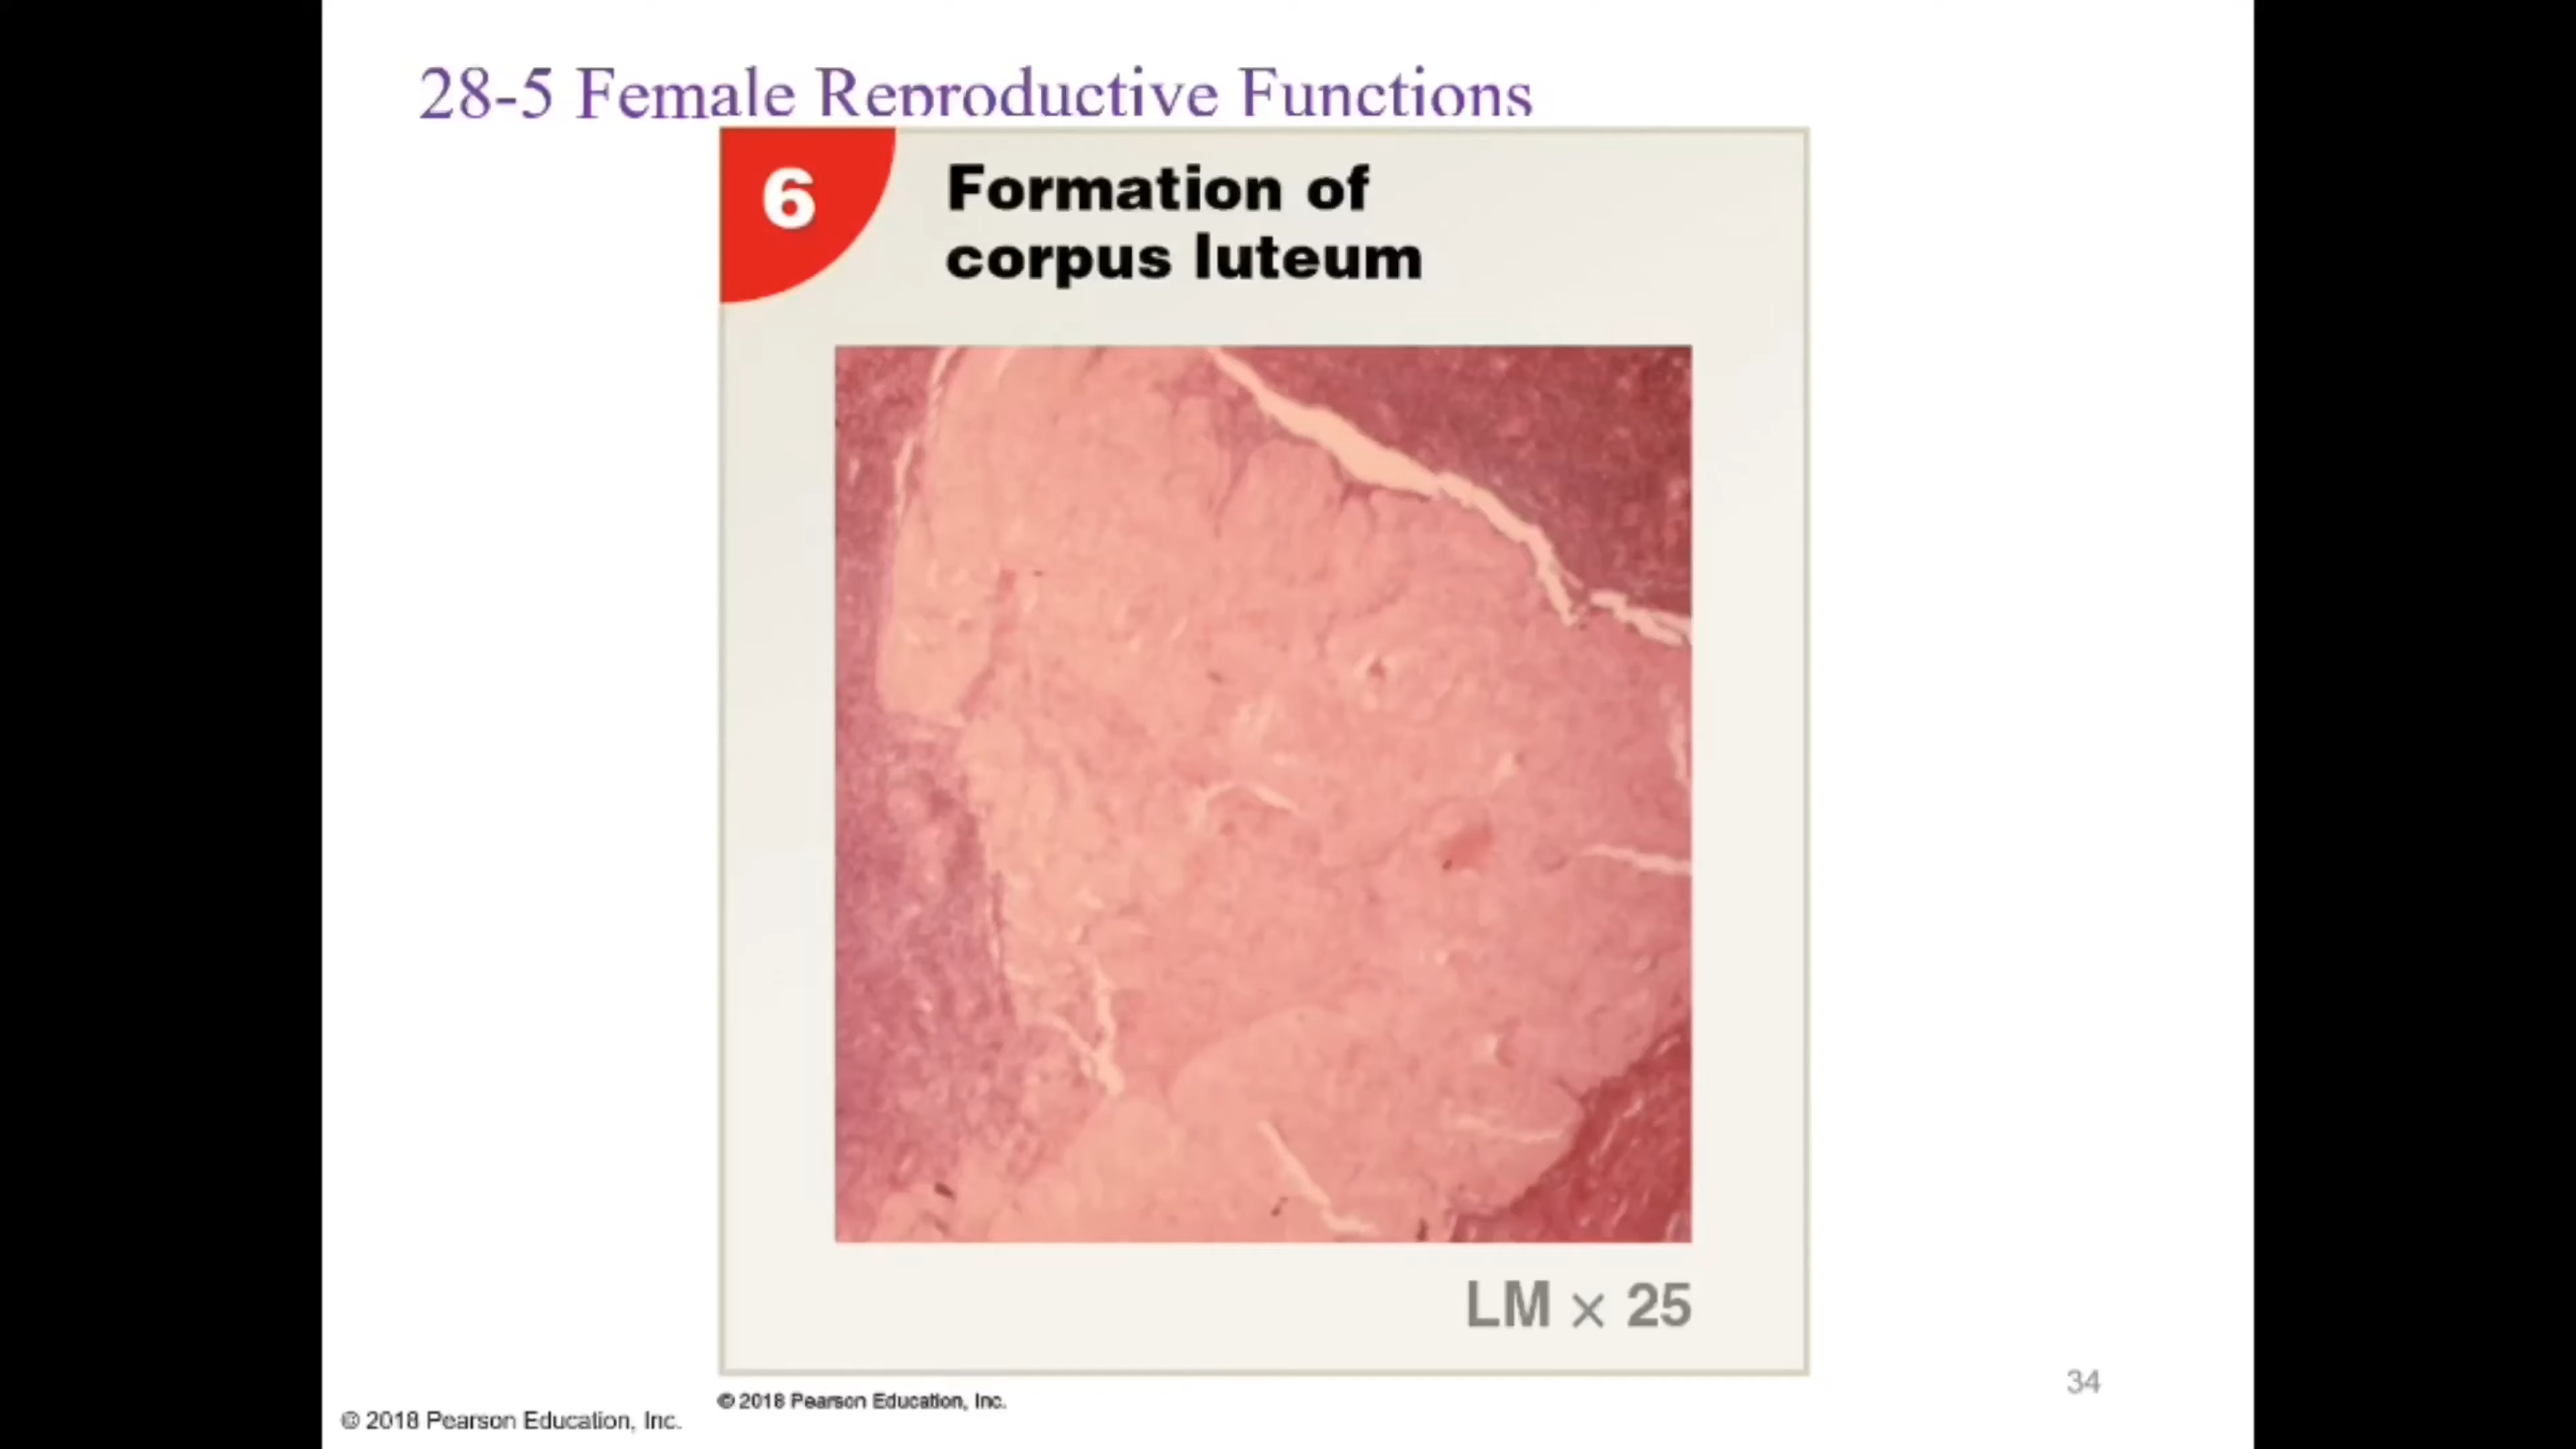 28-5 Female Reproductive Functions
6
Formation of
corpus luteum
LM × 25
34
© 2018 Pearson Education, Inc.
© 2018 Pearson Education, Inc.